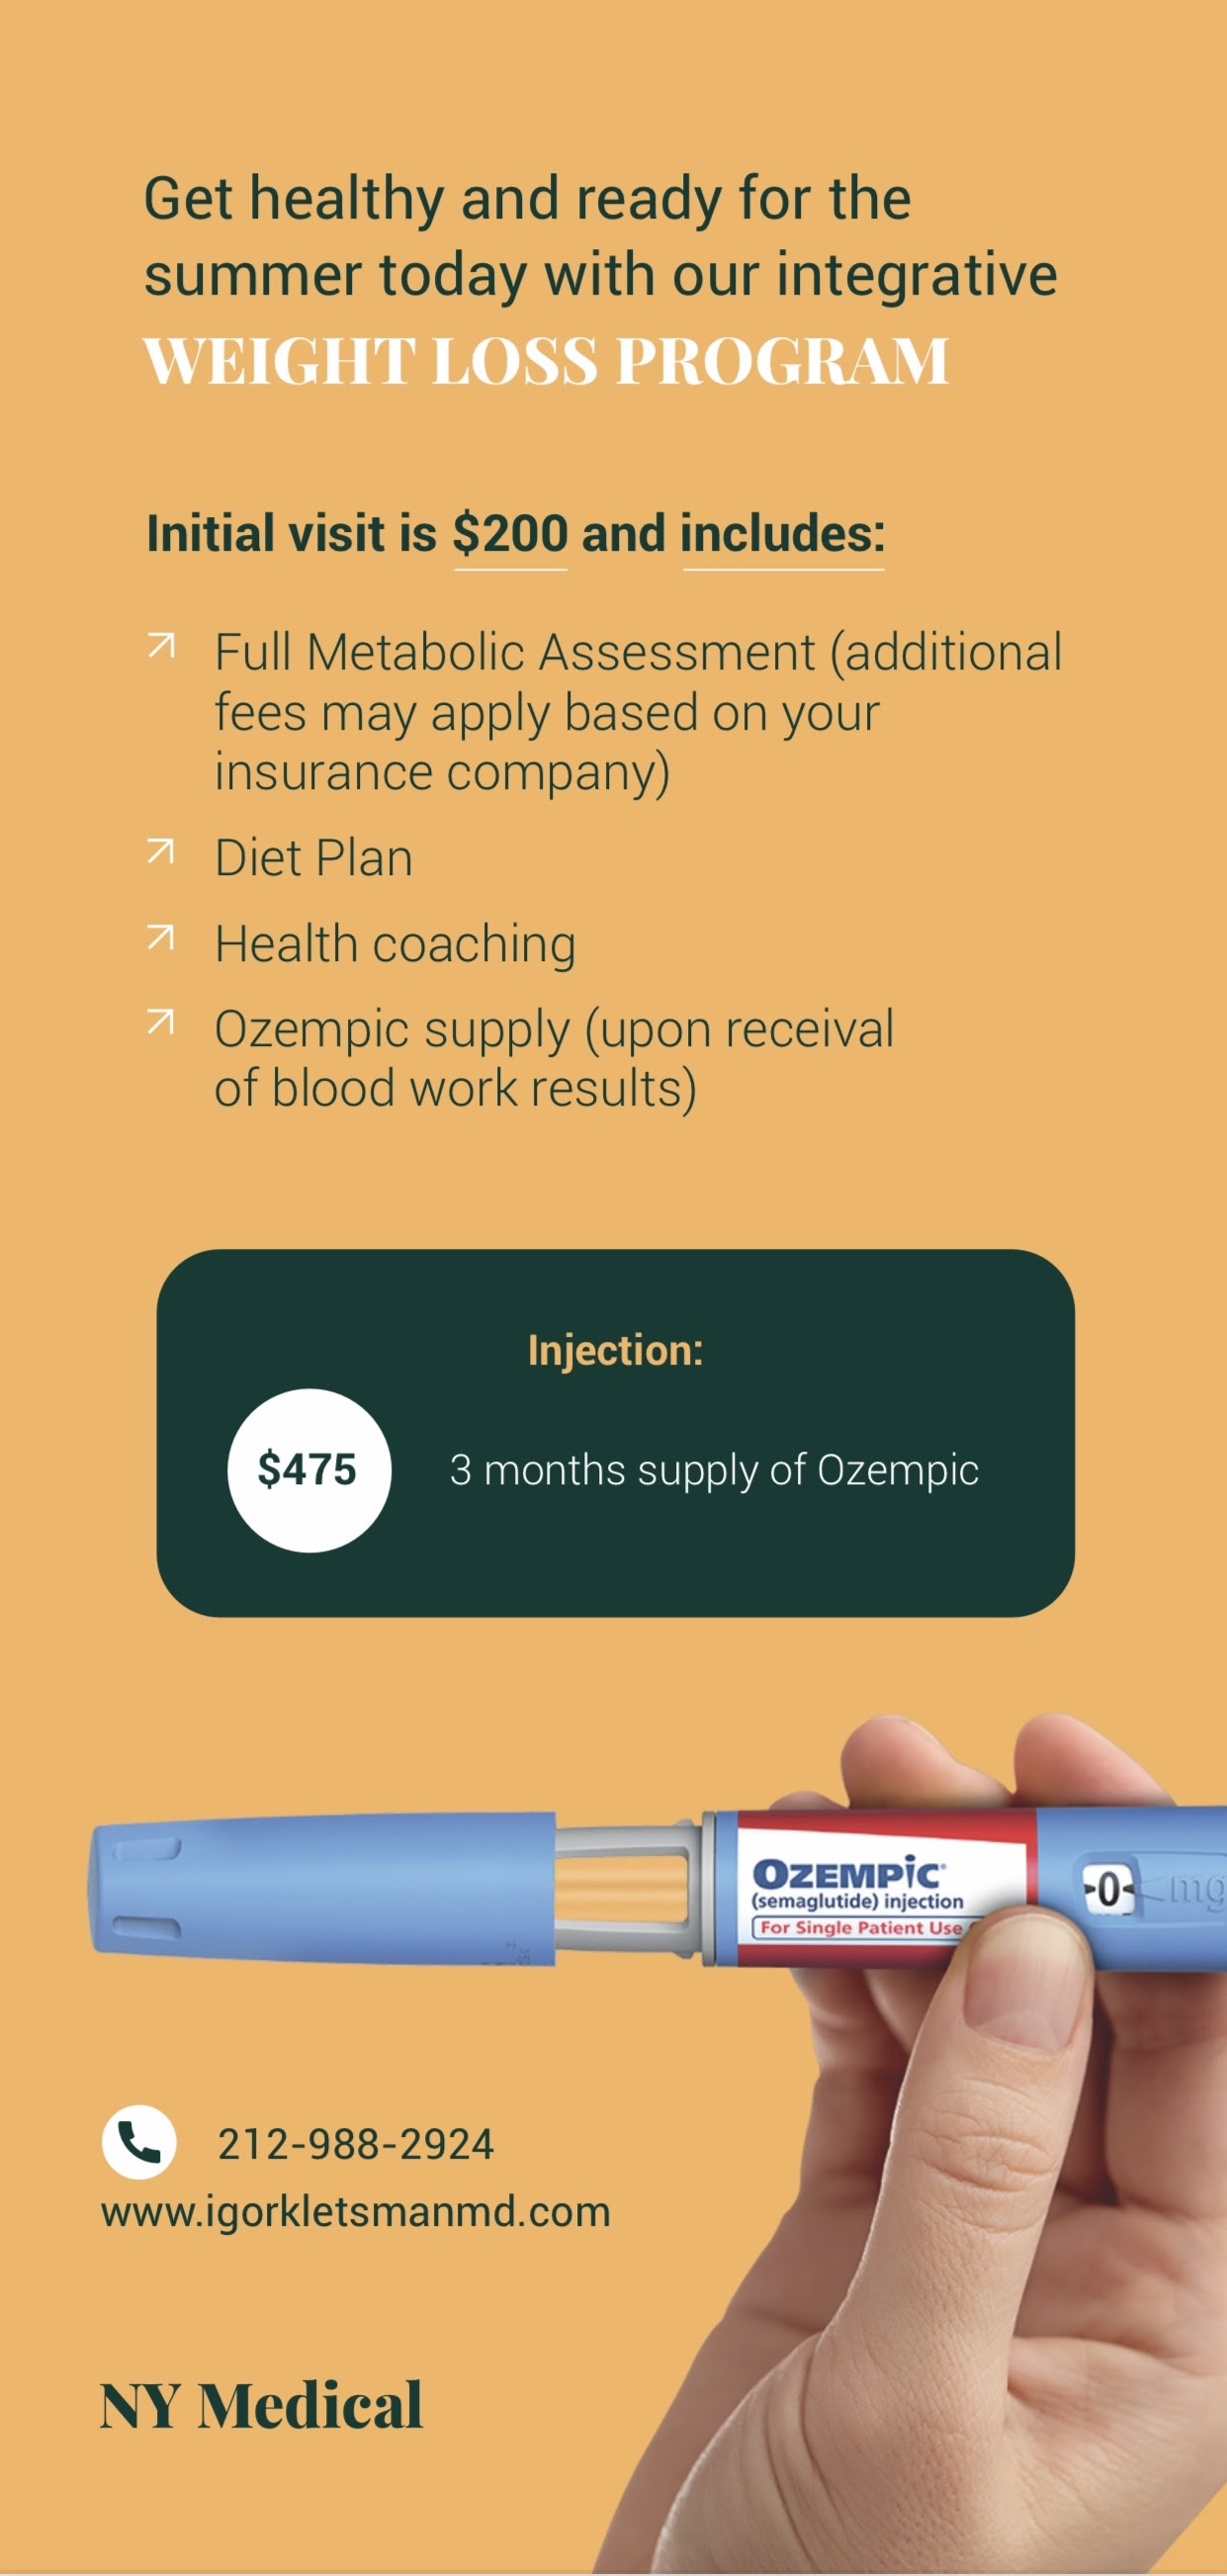 Get healthy and ready for the
summer today with our integrative
WEIGHT LOSS PROGRAM
Initial visit is $200 and includes:
Full Metabolic Assessment (additional
fees may apply based on your
insurance company)
Diet Plan
Health coaching
Ozempic supply (upon receival
of blood work results)
Injection:
$475
3 months supply of Ozempic
OZEMPIC®
(semaglutide) injection
For Single Patient Use
0
mg
212-988-2924
www.igorkletsmanmd.com
NY Medical